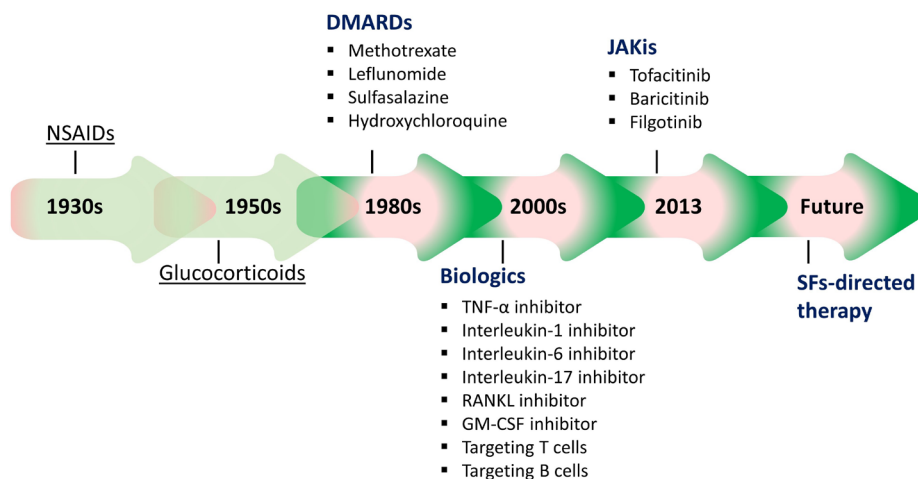 DMARDs
▪ Methotrexate
▪ Leflunomide
▪ Sulfasalazine
▪ Hydroxychloroquine
JAKis
▪ Tofacitinib
▪ Baricitinib
▪ Filgotinib
NSAIDs
1930s
1950s
1980s
2000s
2013
Future
Glucocorticoids
Biologics
▪ TNF-α inhibitor
▪ Interleukin-1 inhibitor
▪ Interleukin-6 inhibitor
▪ Interleukin-17 inhibitor
▪ RANKL inhibitor
▪ GM-CSF inhibitor
▪ Targeting T cells
▪ Targeting B cells
SFs-directed
therapy